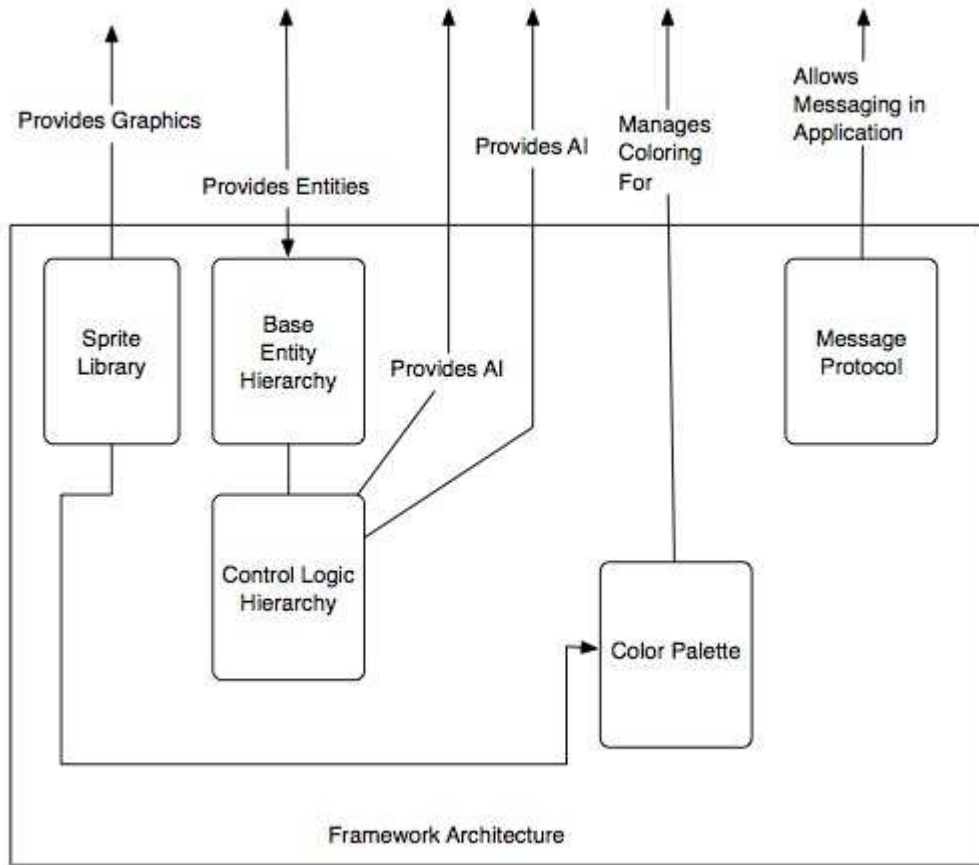 Provides Graphics
Provides Entities
Provides AI
Provides AI
Manages
Coloring
For
Allows
Messaging in
Application
Sprite
Library
Base
Entity
Hierarchy
Message
Protocol
Control Logic
Hierarchy
Color Palette
Framework Architecture